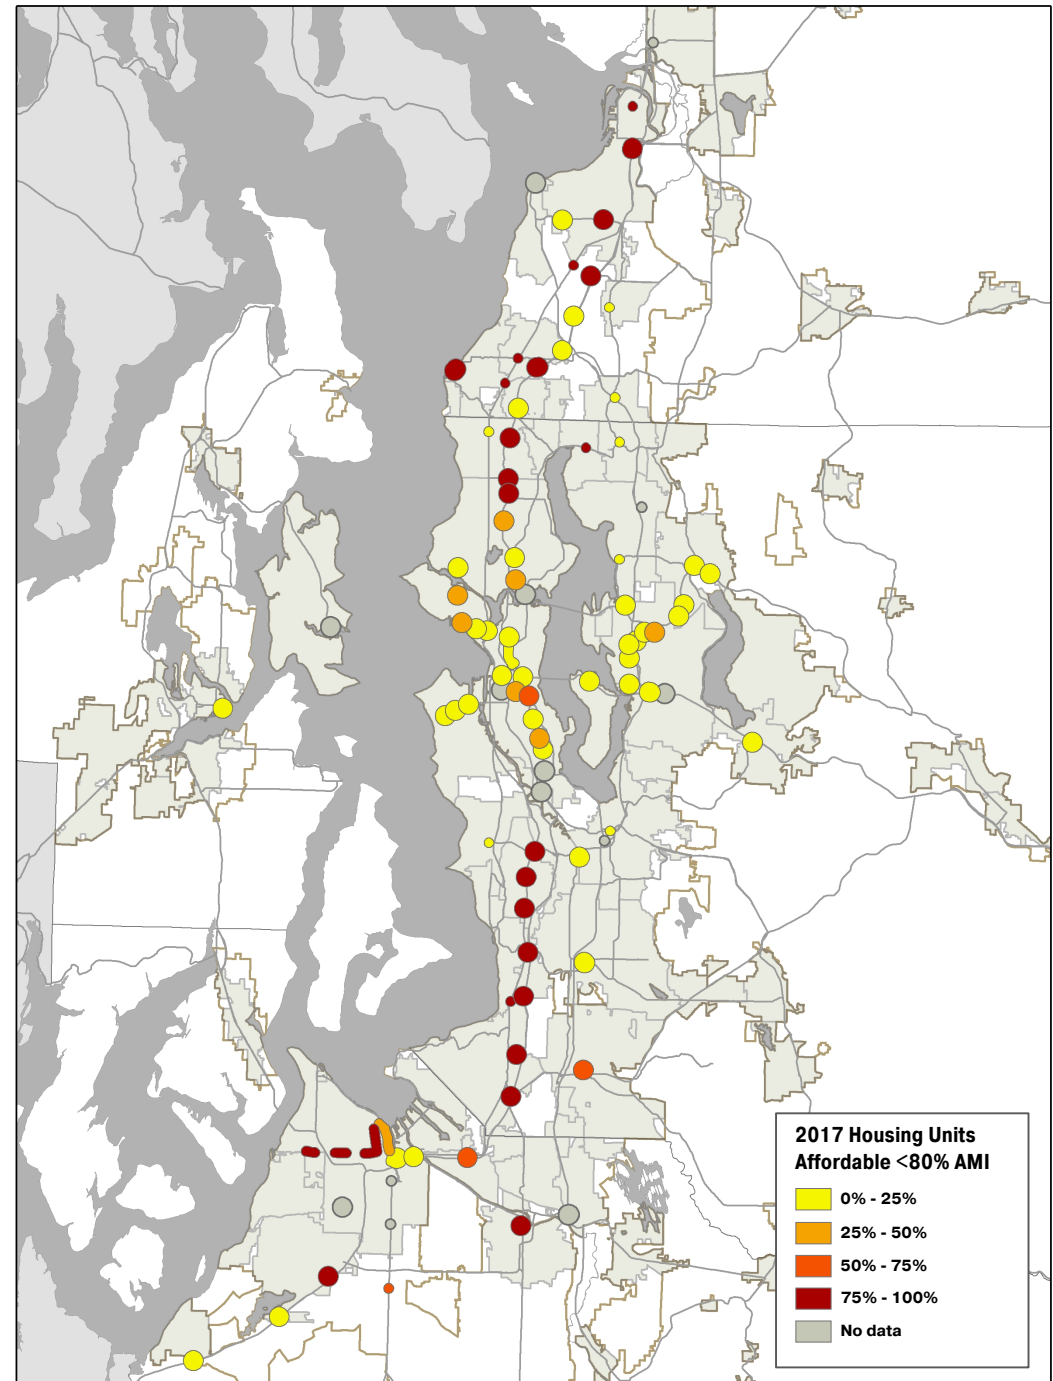 2017 Housing Units
Affordable <80% AMI
0% - 25%
25% - 50%
50% - 75%
75% - 100%
No data